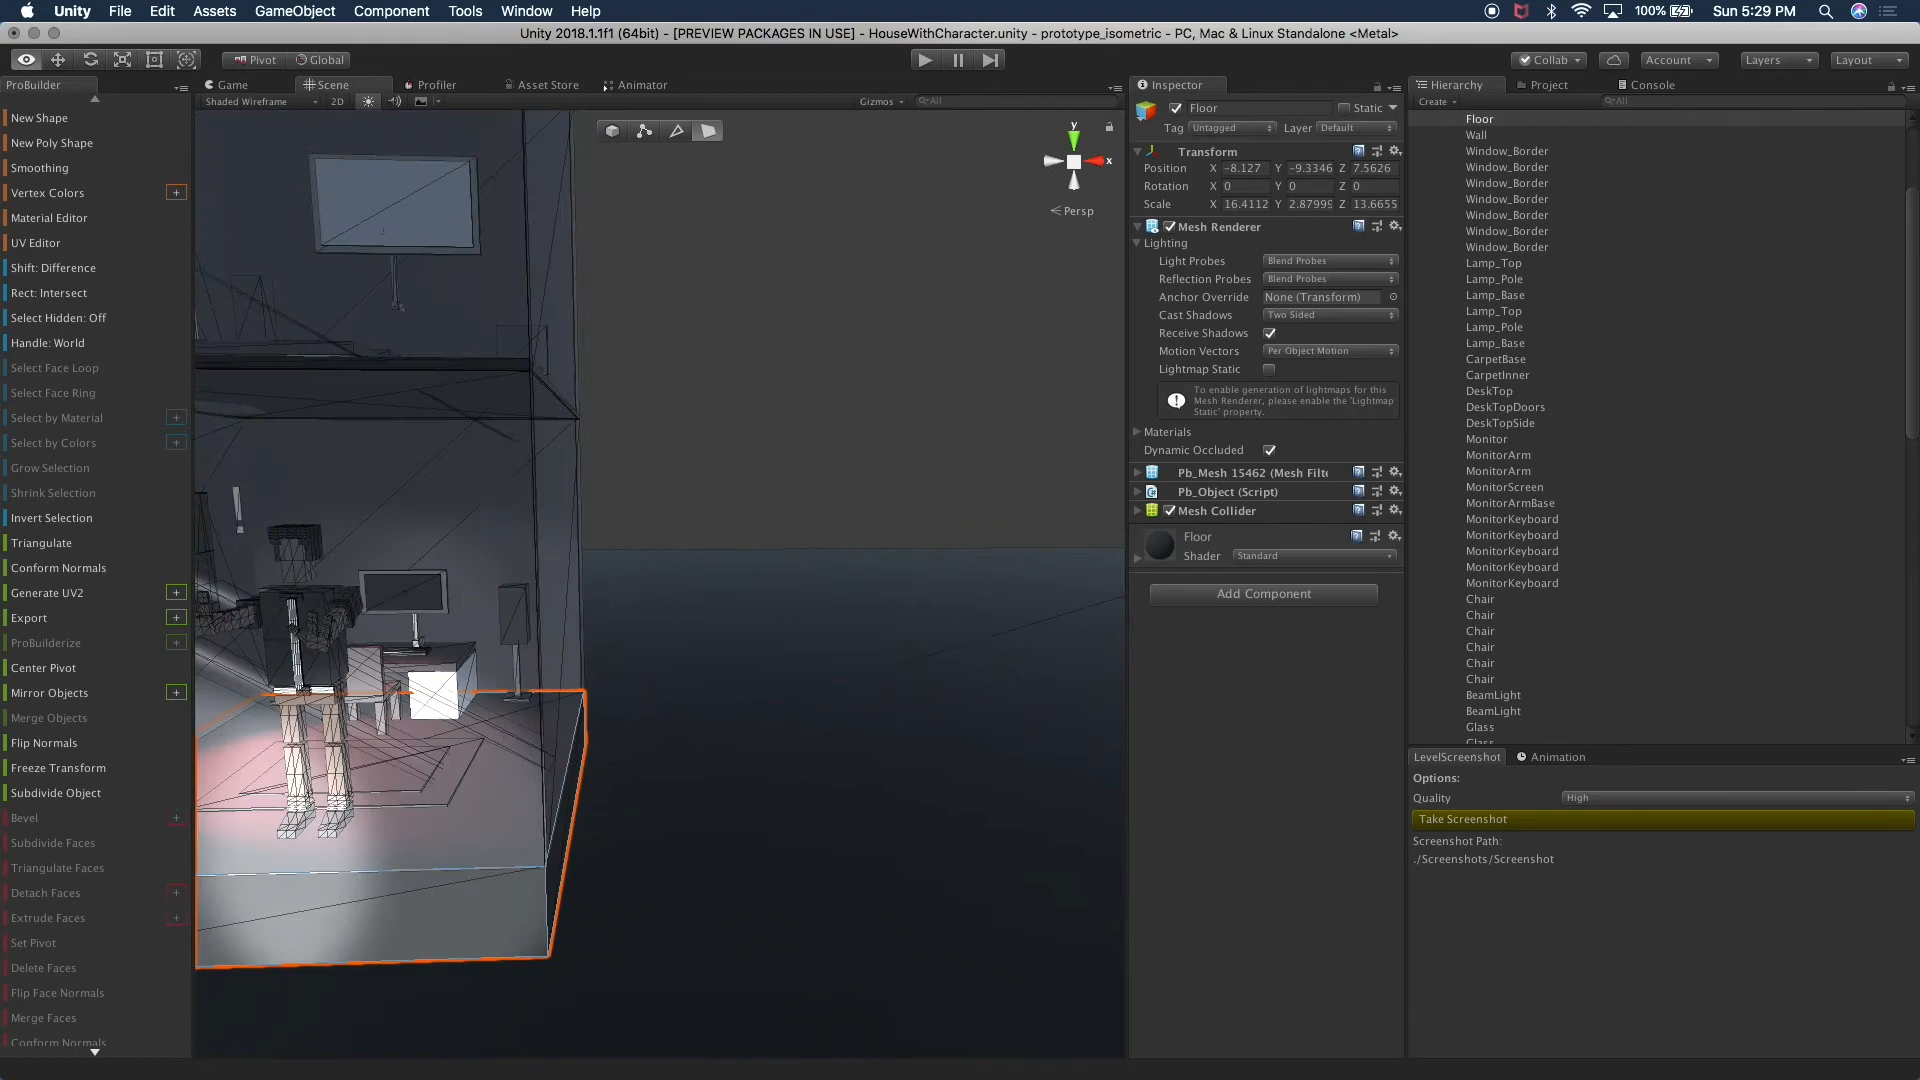 Unity File Edit Assets GameObject Component Tools Window Help 100% Sun 5:29 PM
Unity 2018.1.1f1 (64bit) - [PREVIEW PACKAGES IN USE] - HouseWithCharacter.unity - prototype_isometric - PC, Mac & Linux Standalone <Metal>
Pivot Global Collab Account Layers Layout
ProBuilder
New Shape
New Poly Shape
Smoothing
Vertex Colors +
Material Editor
UV Editor
Shift: Difference
Rect: Intersect
Select Hidden: Off
Handle: World
Select Face Loop
Select Face Ring
Select by Material +
Select by Colors +
Grow Selection
Shrink Selection
Invert Selection
Triangulate
Conform Normals
Generate UV2 +
Export +
ProBuilderize +
Center Pivot
Mirror Objects +
Merge Objects
Flip Normals
Freeze Transform
Subdivide Object
Bevel +
Subdivide Faces
Triangulate Faces
Detach Faces +
Extrude Faces +
Set Pivot
Delete Faces
Flip Face Normals
Merge Faces
Conform Normals
Game Scene Profiler Asset Store Animator
Shaded Wireframe 2D Gizmos All
y
x
Persp
Inspector
Floor Static
Tag Untagged Layer Default
Transform
Position X -8.127 Y -9.3346 Z 7.5626
Rotation X 0 Y 0 Z 0
Scale X 16.4112 Y 2.87999 Z 13.6655
Mesh Renderer
Lighting
Light Probes Blend Probes
Reflection Probes Blend Probes
Anchor Override None (Transform)
Cast Shadows Two Sided
Receive Shadows
Motion Vectors Per Object Motion
Lightmap Static
To enable generation of lightmaps for this
Mesh Renderer, please enable the 'Lightmap
Static' property.
Materials
Dynamic Occluded
Pb_Mesh 15462 (Mesh Filte
Pb_Object (Script)
Mesh Collider
Floor
Shader Standard
Add Component
Hierarchy Project Console
Create All
Floor
Wall
Window_Border
Window_Border
Window_Border
Window_Border
Window_Border
Window_Border
Window_Border
Lamp_Top
Lamp_Pole
Lamp_Base
Lamp_Top
Lamp_Pole
Lamp_Base
CarpetBase
CarpetInner
DeskTop
DeskTopDoors
DeskTopSide
Monitor
MonitorArm
MonitorArm
MonitorScreen
MonitorArmBase
MonitorKeyboard
MonitorKeyboard
MonitorKeyboard
MonitorKeyboard
MonitorKeyboard
Chair
Chair
Chair
Chair
Chair
Chair
BeamLight
BeamLight
Glass
Glass
LevelScreenshot Animation
Options:
Quality High
Take Screenshot
Screenshot Path:
./Screenshots/Screenshot